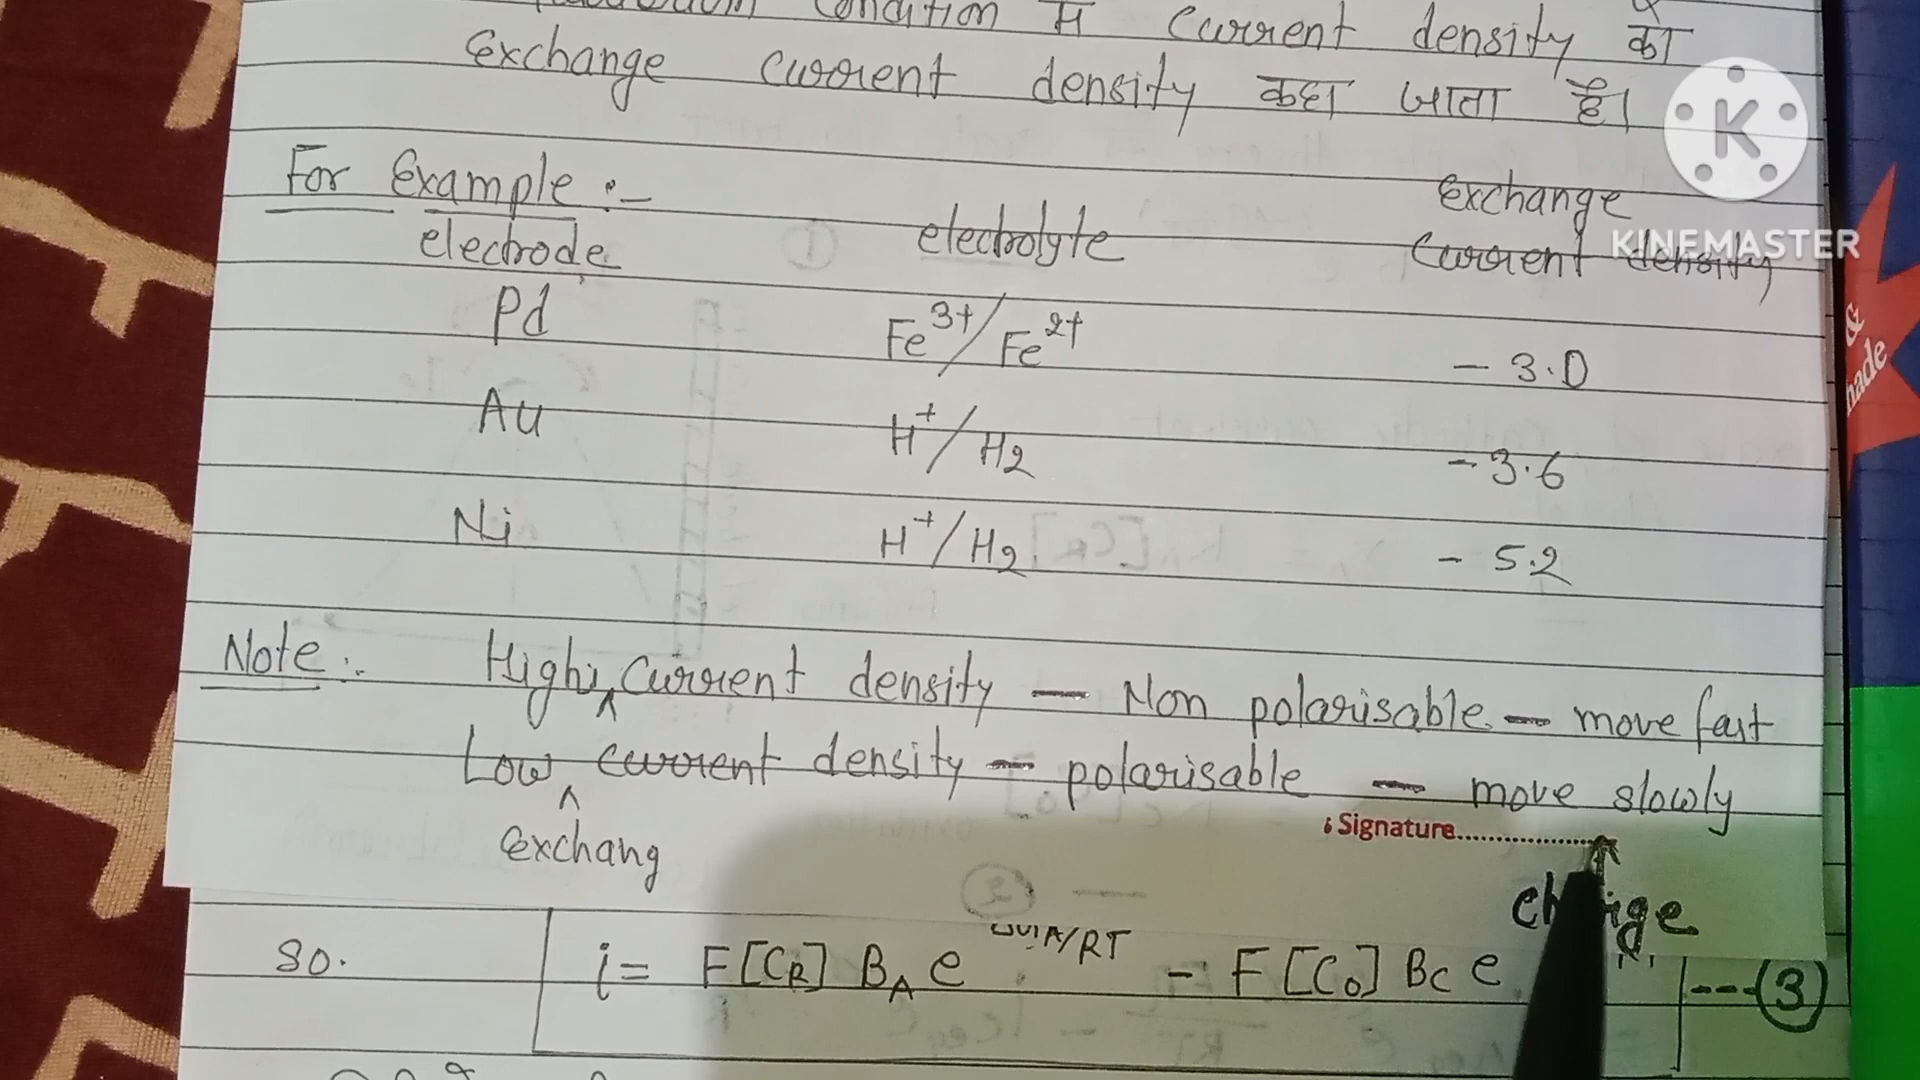 condition में current density को
exchange current density कहा जाता है।
For Example :-
electrode electrolyte exchange current density
Pd Fe3+/Fe2+ - 3.0
Au H+/H2 - 3.6
Ni H+/H2 - 5.2
Note :- High current density — Non polarisable — move fast
Low ^ current density — polarisable — move slowly
exchang
Signature
So. i = F[CR] BA e /RT - F[Co] Bc e ---(3)
K
KINEMASTER
&